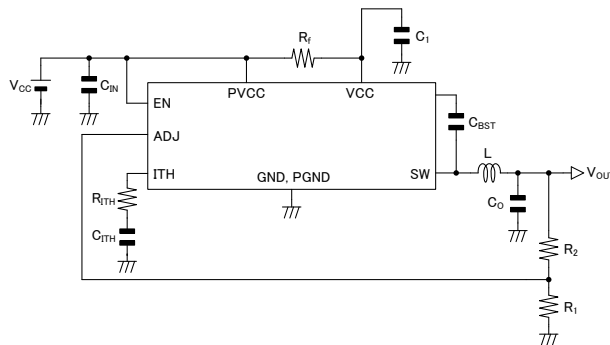 Rf
C1
VCC
CIN
EN
PVCC
VCC
ADJ
CBST
ITH
GND, PGND
SW
L
VOUT
RITH
CO
CITH
R2
R1